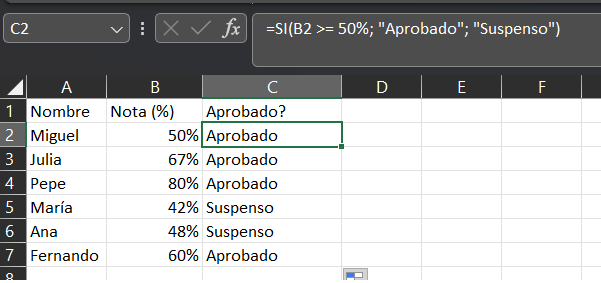 C2 fx =SI(B2 >= 50%; "Aprobado"; "Suspenso")
A B C D E F
1 Nombre Nota (%) Aprobado?
2 Miguel 50% Aprobado
3 Julia 67% Aprobado
4 Pepe 80% Aprobado
5 María 42% Suspenso
6 Ana 48% Suspenso
7 Fernando 60% Aprobado
8